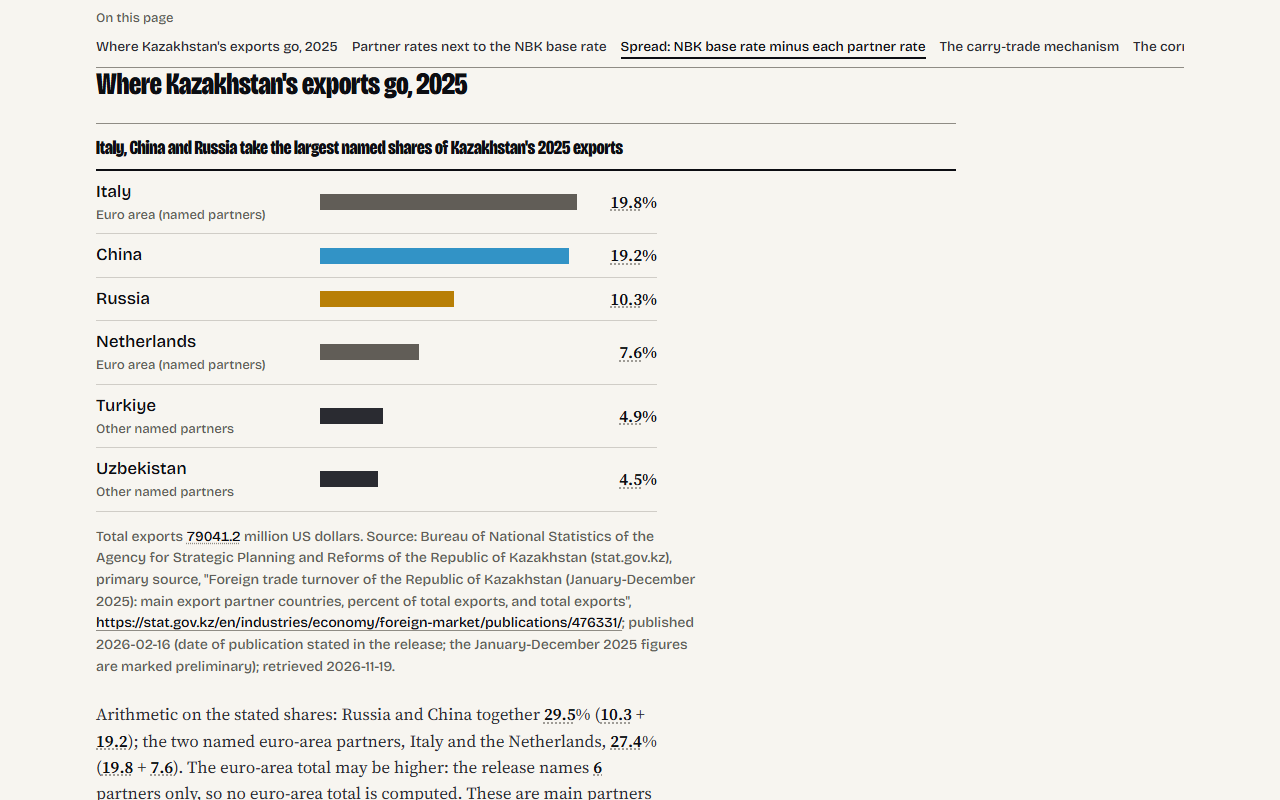 On this page
Where Kazakhstan's exports go, 2025 Partner rates next to the NBK base rate Spread: NBK base rate minus each partner rate The carry-trade mechanism The corr
Where Kazakhstan's exports go, 2025
Italy, China and Russia take the largest named shares of Kazakhstan's 2025 exports
Italy
Euro area (named partners)
19.8%
China
19.2%
Russia
10.3%
Netherlands
Euro area (named partners)
7.6%
Turkiye
Other named partners
4.9%
Uzbekistan
Other named partners
4.5%
Total exports 79041.2 million US dollars. Source: Bureau of National Statistics of the
Agency for Strategic Planning and Reforms of the Republic of Kazakhstan (stat.gov.kz),
primary source, "Foreign trade turnover of the Republic of Kazakhstan (January-December
2025): main export partner countries, percent of total exports, and total exports",
https://stat.gov.kz/en/industries/economy/foreign-market/publications/476331/; published
2026-02-16 (date of publication stated in the release; the January-December 2025 figures
are marked preliminary); retrieved 2026-11-19.
Arithmetic on the stated shares: Russia and China together 29.5% (10.3 +
19.2); the two named euro-area partners, Italy and the Netherlands, 27.4%
(19.8 + 7.6). The euro-area total may be higher: the release names 6
partners only, so no euro-area total is computed. These are main partners